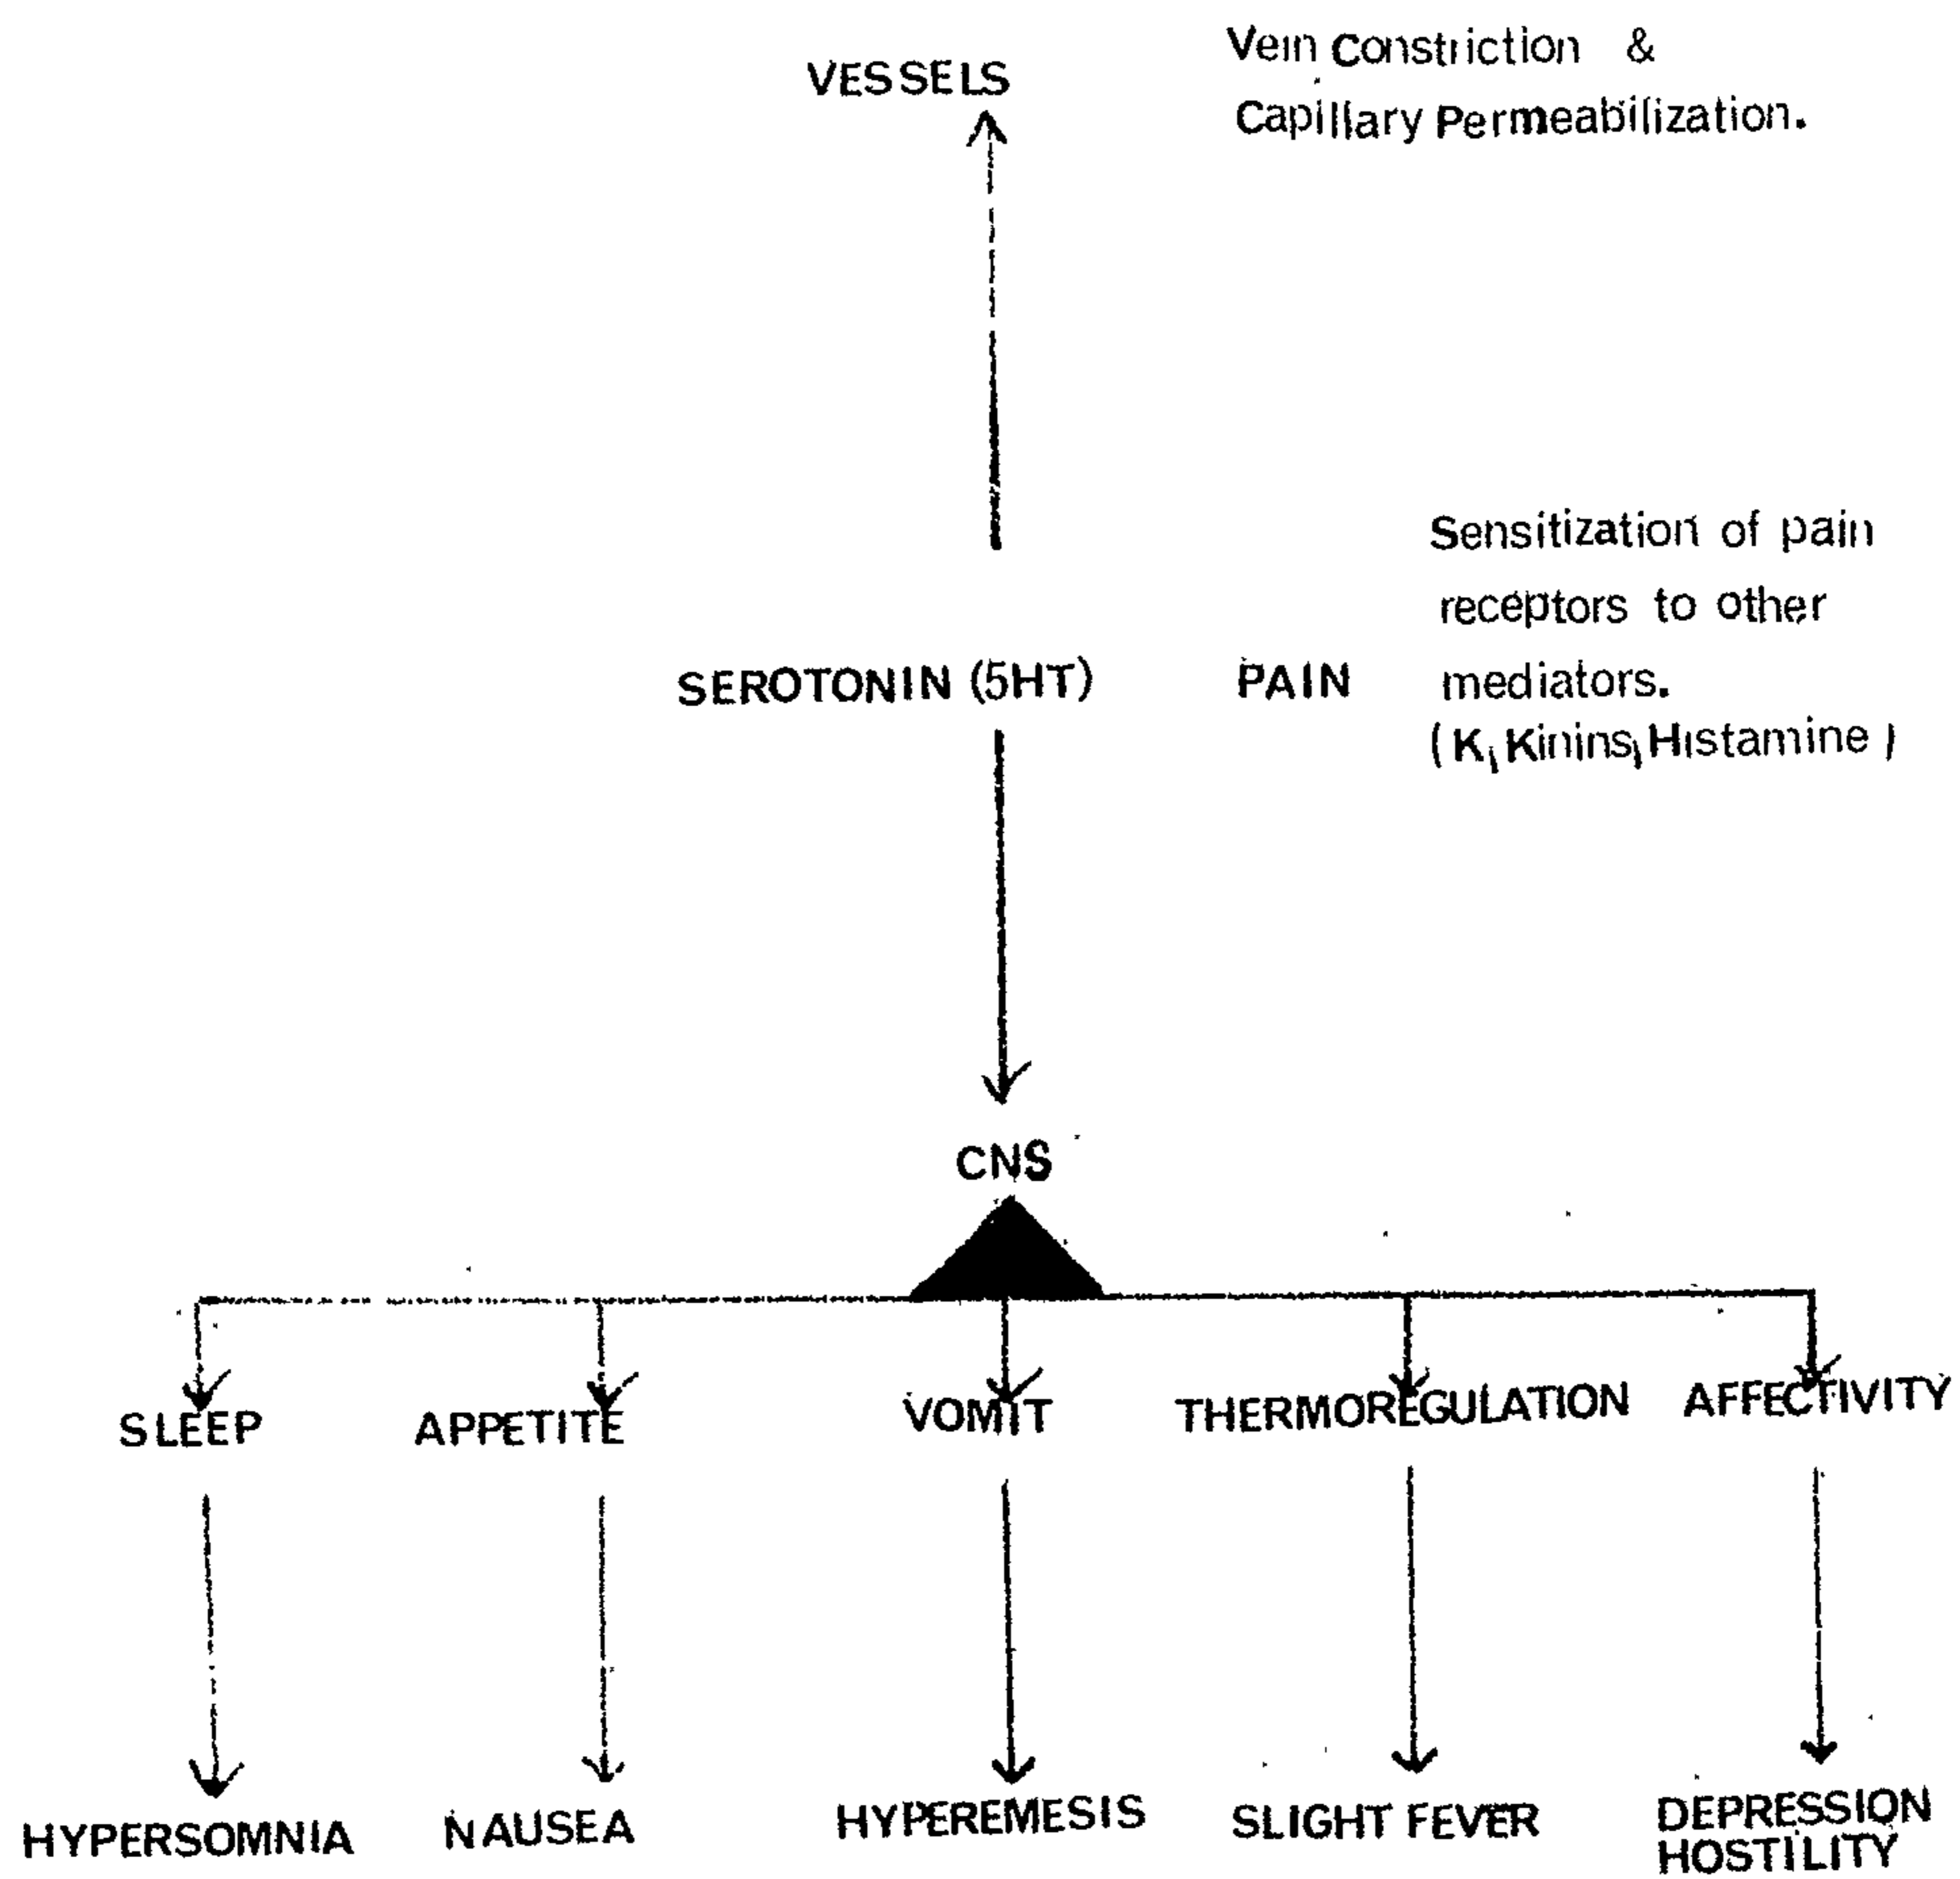 VESSELS
Vein Constriction &
Capillary Permeabilization.
Sensitization of pain
receptors to other
SEROTONIN (5HT) PAIN mediators.
(K, Kinins, Histamine)
CNS
SLEEP APPETITE VOMIT THERMOREGULATION AFFECTIVITY
HYPERSOMNIA NAUSEA HYPEREMESIS SLIGHT FEVER DEPRESSION
HOSTILITY